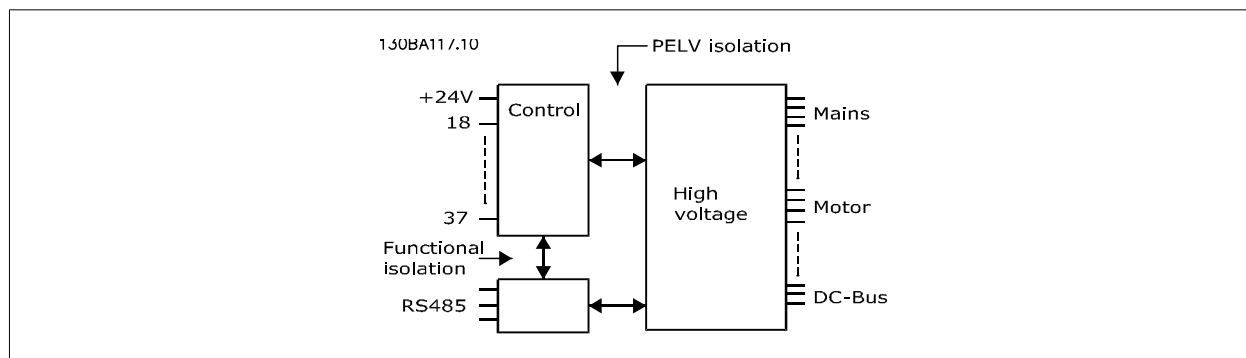 130BA117.10
PELV isolation
+24V
Control
18
37
High
voltage
Mains
Motor
DC-Bus
Functional
isolation
RS485